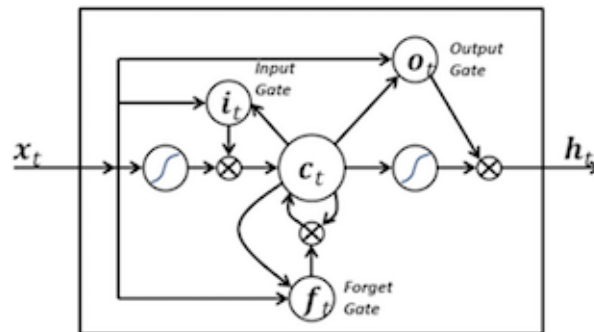 Output
Gate
o_t
Input
Gate
i_t
x_t
c_t
h_t
f_t
Forget
Gate